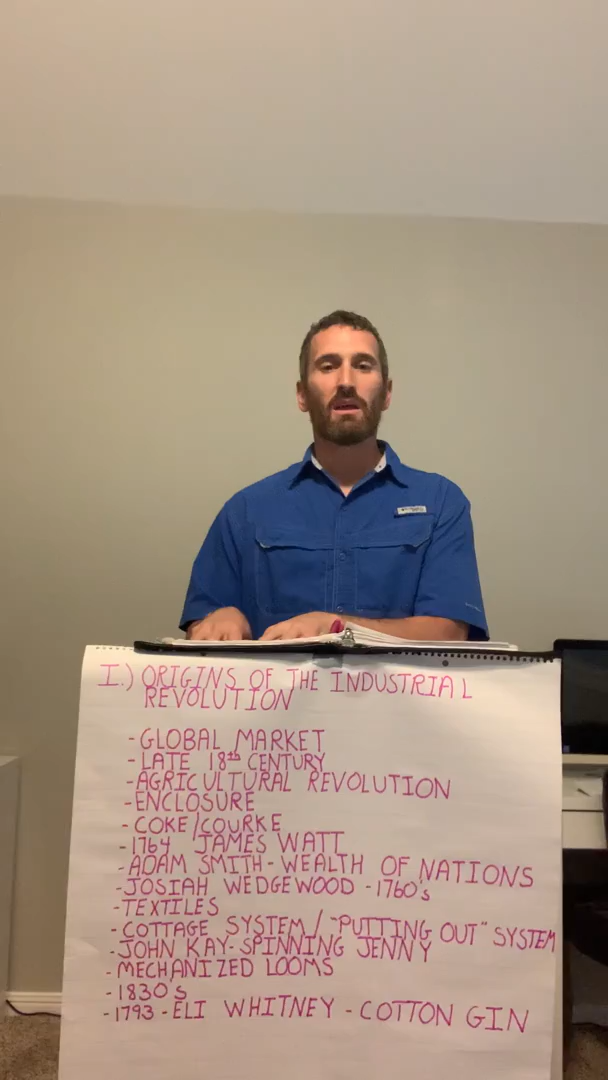 I.) ORIGINS OF THE INDUSTRIAL
REVOLUTION
- GLOBAL MARKET
- LATE 18th CENTURY
- AGRICULTURAL REVOLUTION
- ENCLOSURE
- COKE/COURKE
- 1764 JAMES WATT
- ADAM SMITH - WEALTH OF NATIONS
- JOSIAH WEDGEWOOD - 1760's
- TEXTILES
- COTTAGE SYSTEM / "PUTTING OUT" SYSTEM
- JOHN KAY - SPINNING JENNY
- MECHANIZED LOOMS
- 1830's
- 1793 - ELI WHITNEY - COTTON GIN